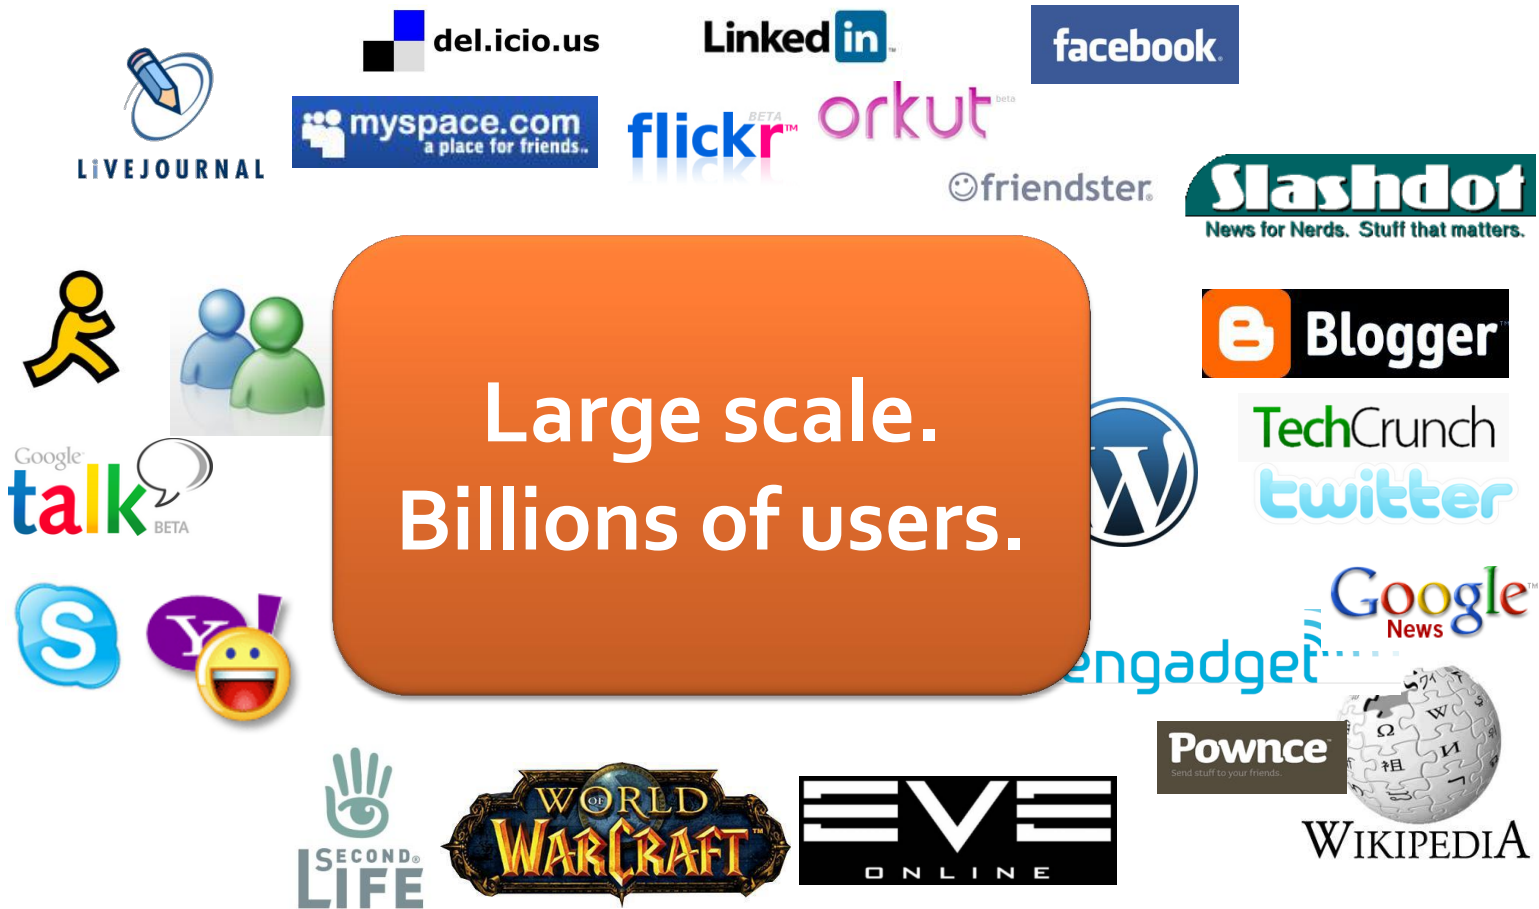 del.icio.us
Linked in
facebook
LiVEJOURNAL
myspace.com
a place for friends.
flickr BETA TM
orkut beta
friendster
Slashdot
News for Nerds. Stuff that matters.
Blogger
Large scale.
Billions of users.
TechCrunch
twitter
Google
talk BETA
W
S
Y!
Google TM
News
engadget
Pownce
Send stuff to your friends.
WIKIPEDIA
SECOND
LIFE
WORLD
OF
WARCRAFT
EVE
ONLINE